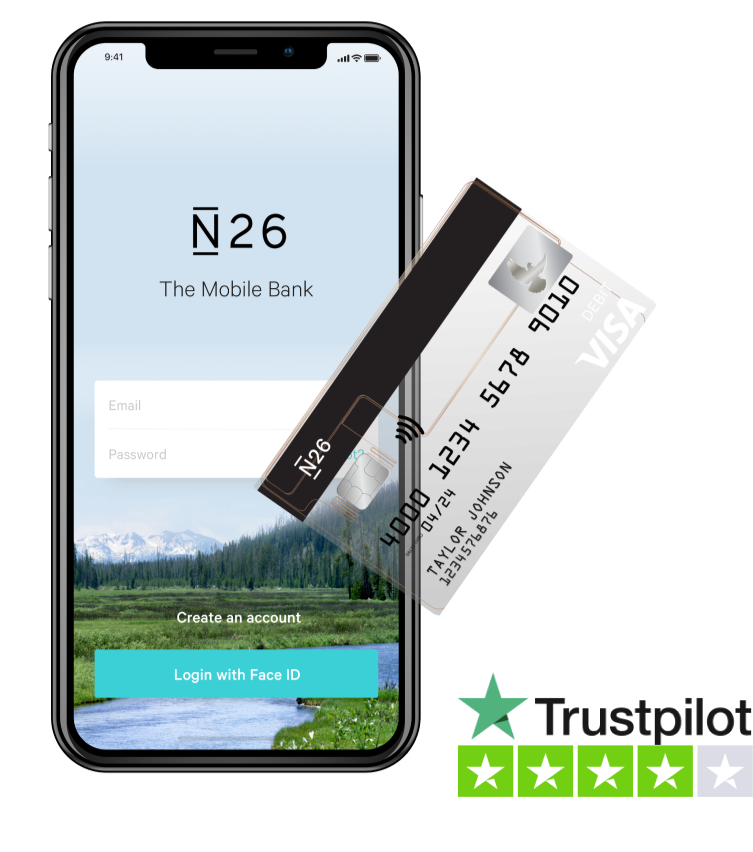 9:41
N26
The Mobile Bank
Email
Password
t?
Create an account
Login with Face ID
N26
4000 1234 5678 9010
04/24
TAYLOR JOHNSON
1234576876
DEBIT
VISA
Trustpilot